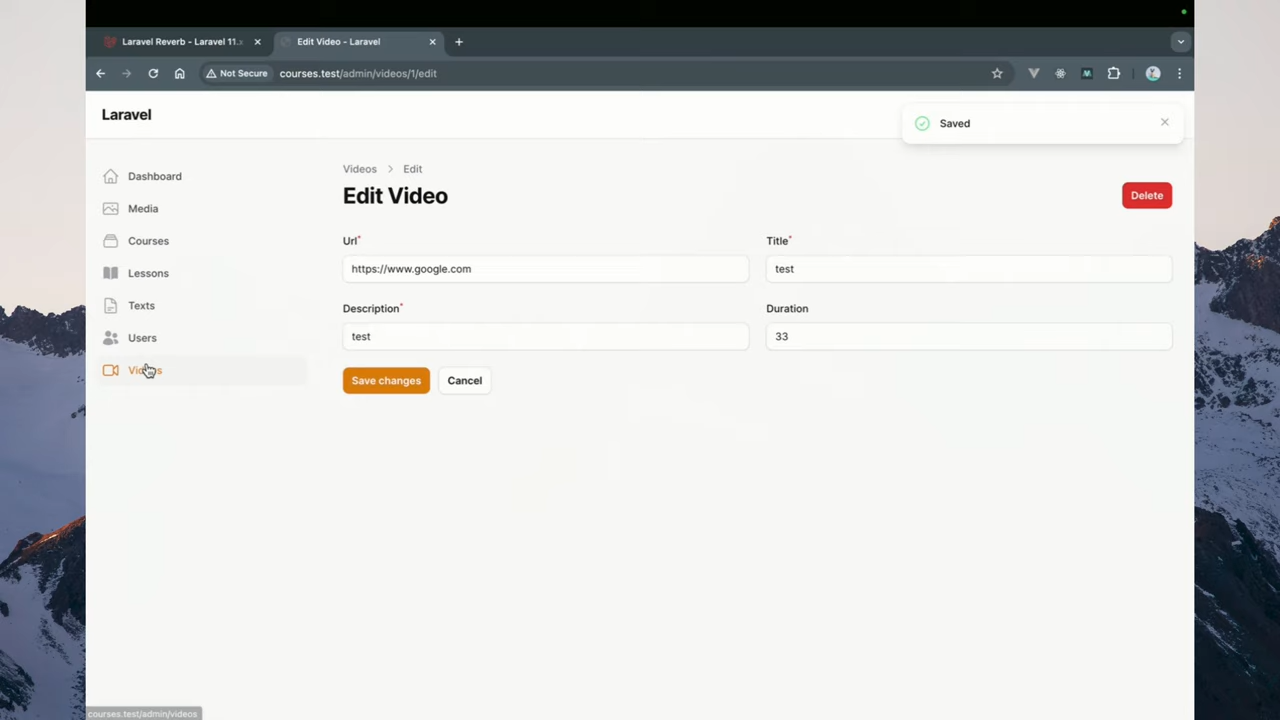 Laravel Reverb - Laravel 11.x
Edit Video - Laravel
Not Secure
courses.test/admin/videos/1/edit
Laravel
Saved
Dashboard
Media
Courses
Lessons
Texts
Users
Videos
Videos > Edit
Edit Video
Delete
Url*
Title*
https://www.google.com
test
Description*
Duration
test
33
Save changes
Cancel
courses.test/admin/videos